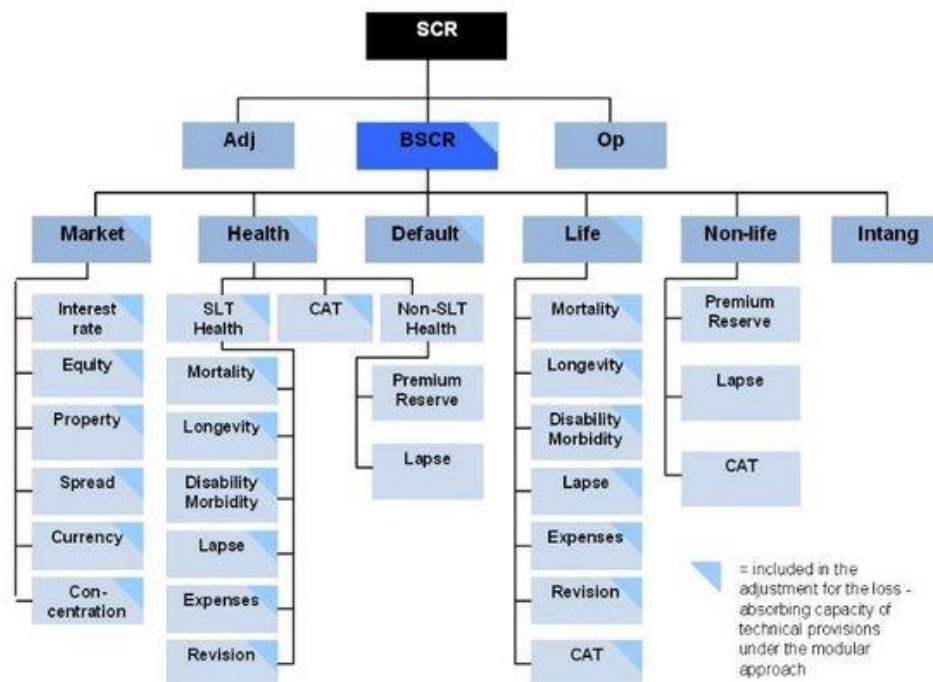 SCR
Adj
BSCR
Op
Market
Health
Default
Life
Non-life
Intang
Interest
rate
Equity
Property
Spread
Currency
Con-
centration
SLT
Health
CAT
Non-SLT
Health
Mortality
Longevity
Disability
Morbidity
Lapse
Expenses
Revision
Premium
Reserve
Lapse
Mortality
Longevity
Disability
Morbidity
Lapse
Expenses
Revision
CAT
Premium
Reserve
Lapse
CAT
= included in the
adjustment for the loss -
absorbing capacity of
technical provisions
under the modular
approach